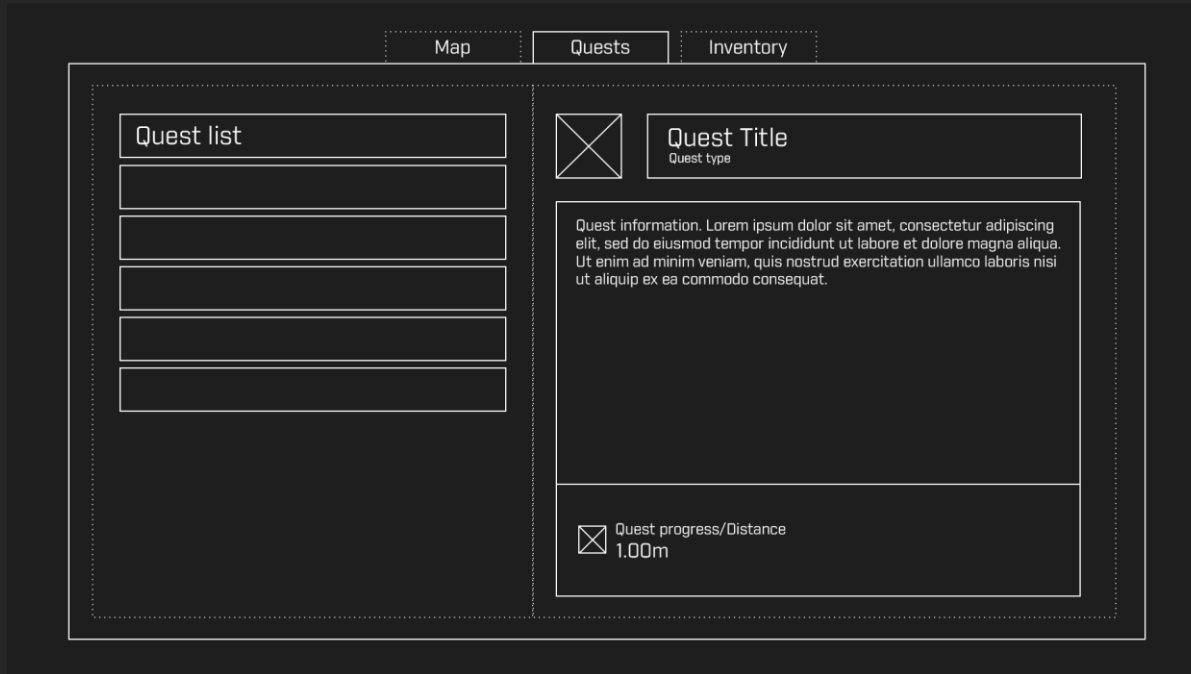 Map
Quests
Inventory
Quest list
Quest Title
Quest type
Quest information. Lorem ipsum dolor sit amet, consectetur adipiscing
elit, sed do eiusmod tempor incididunt ut labore et dolore magna aliqua.
Ut enim ad minim veniam, quis nostrud exercitation ullamco laboris nisi
ut aliquip ex ea commodo consequat.
Quest progress/Distance
1.00m